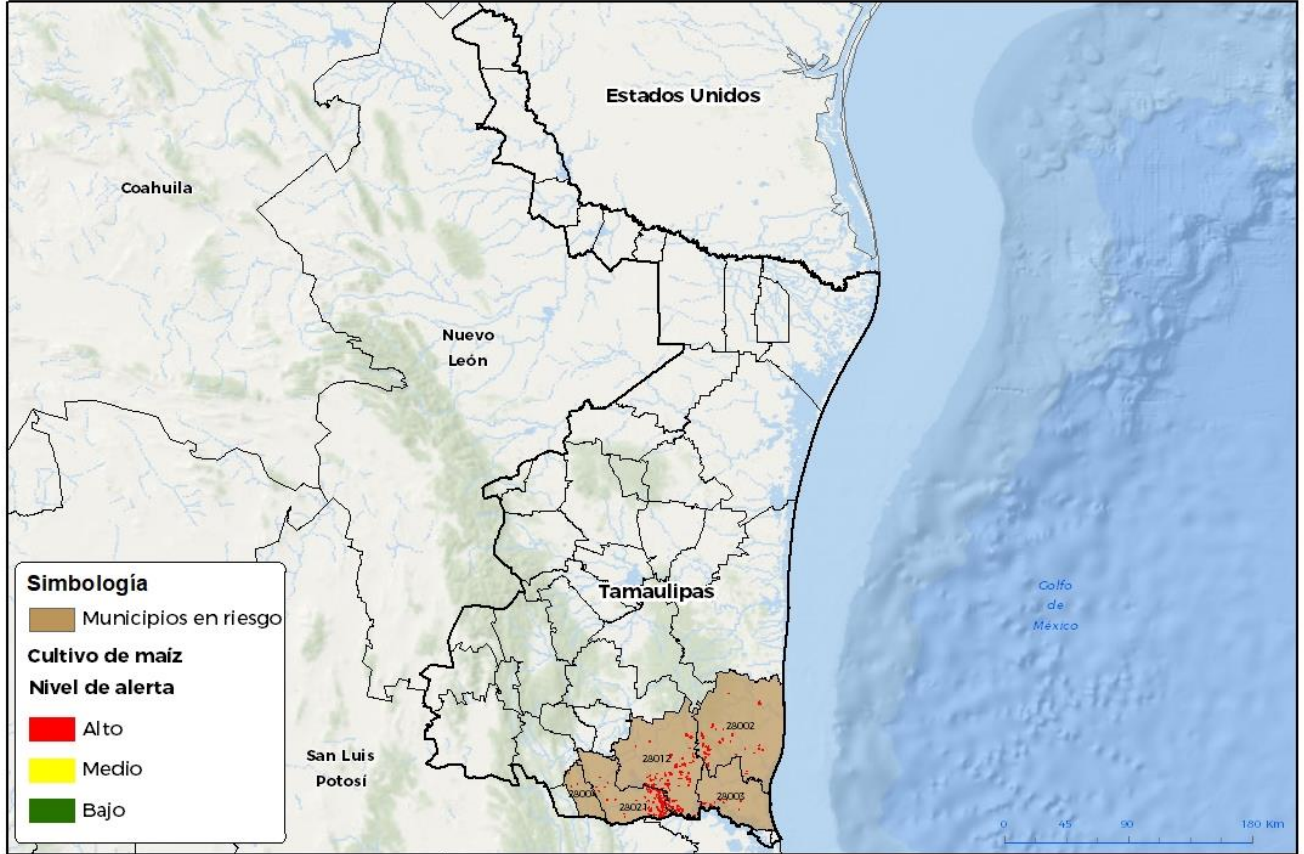 Estados Unidos
Coahuila
Nuevo
León
Tamaulipas
Golfo
de
México
San Luis
Potosí
28002
28012
28021
28003
Simbología
Municipios en riesgo
Cultivo de maíz
Nivel de alerta
Alto
Medio
Bajo
0 45 90 180 Km